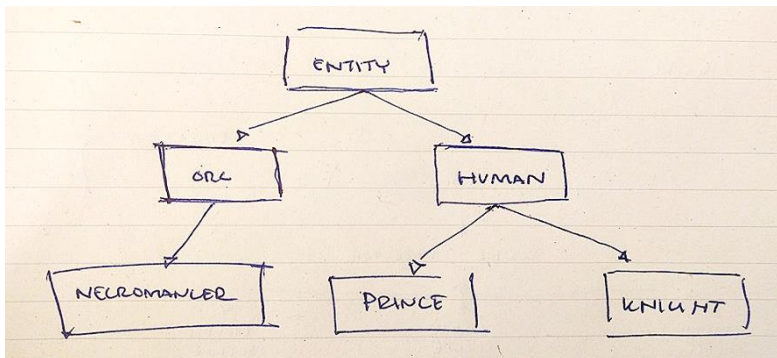 ENTITY
ORC
HUMAN
NECROMANCER
PRINCE
KNIGHT